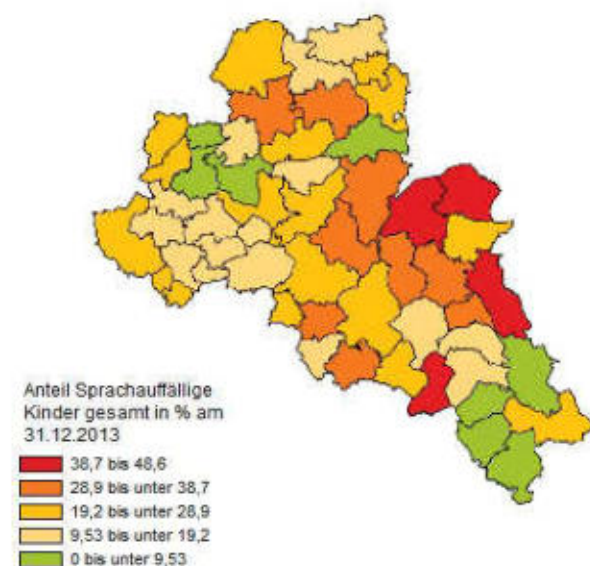 Anteil Sprachauffällige
Kinder gesamt in % am
31.12.2013
38,7 bis 48,6
28,9 bis unter 38,7
19,2 bis unter 28,9
9,53 bis unter 19,2
0 bis unter 9,53